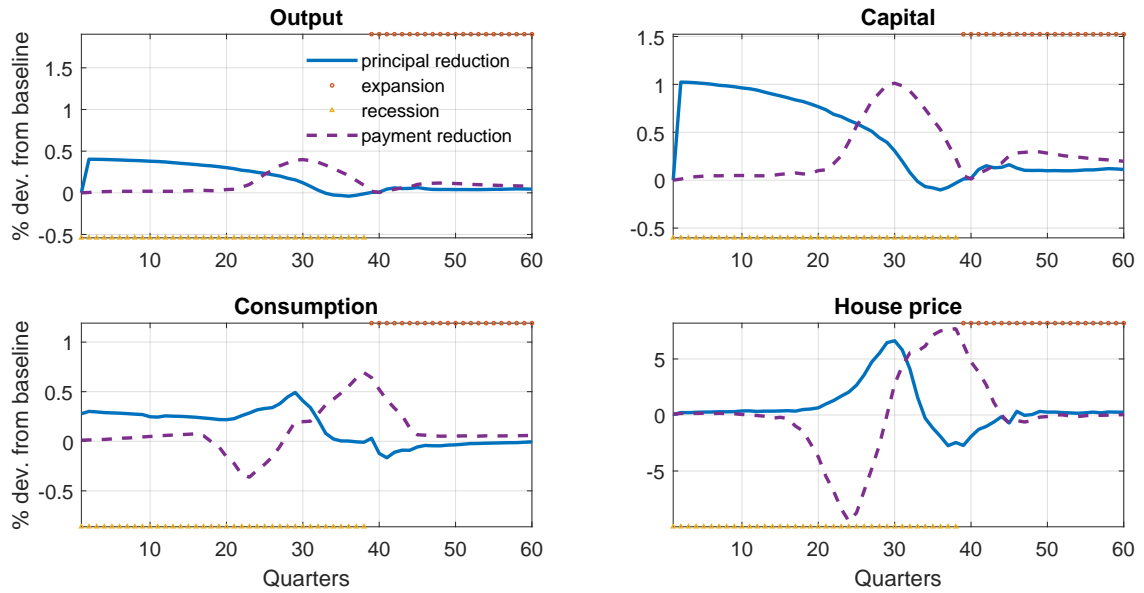 Output
% dev. from baseline
1.5
1
0.5
0
-0.5
principal reduction
expansion
recession
payment reduction
10 20 30 40 50 60
Capital
1.5
1
0.5
0
-0.5
10 20 30 40 50 60
Consumption
% dev. from baseline
1
0.5
0
-0.5
10 20 30 40 50 60
Quarters
House price
5
0
-5
10 20 30 40 50 60
Quarters